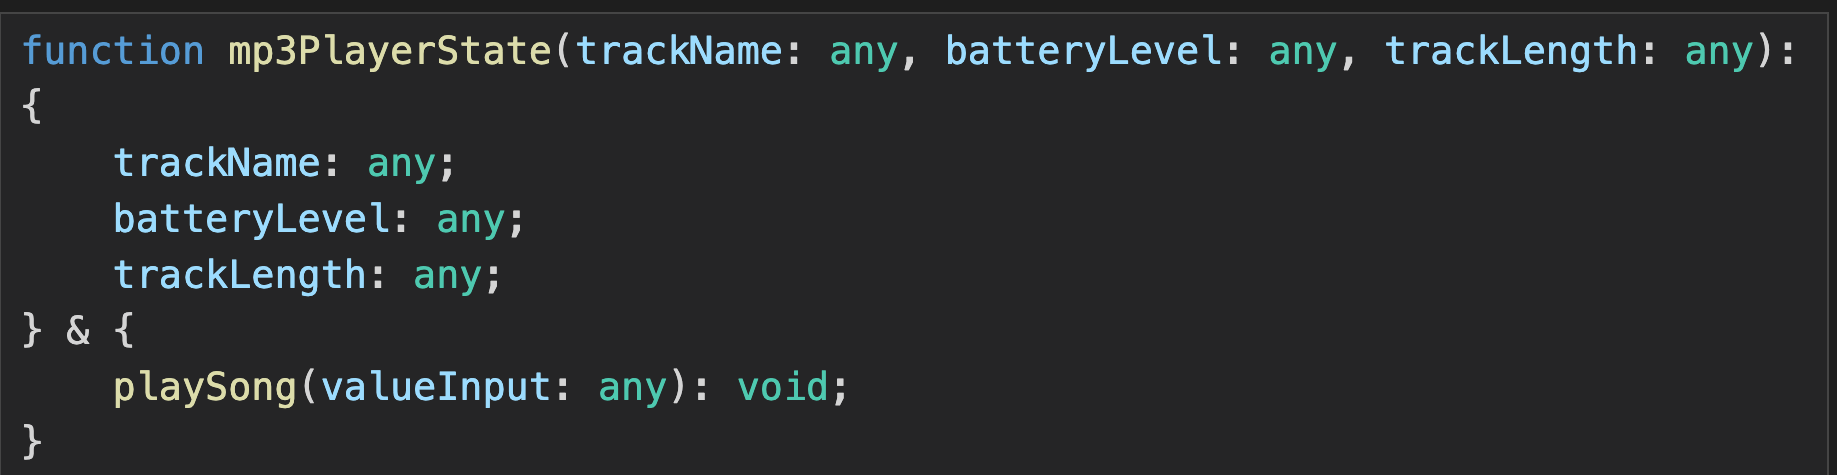 function mp3PlayerState(trackName: any, batteryLevel: any, trackLength: any):
{
    trackName: any;
    batteryLevel: any;
    trackLength: any;
} & {
    playSong(valueInput: any): void;
}